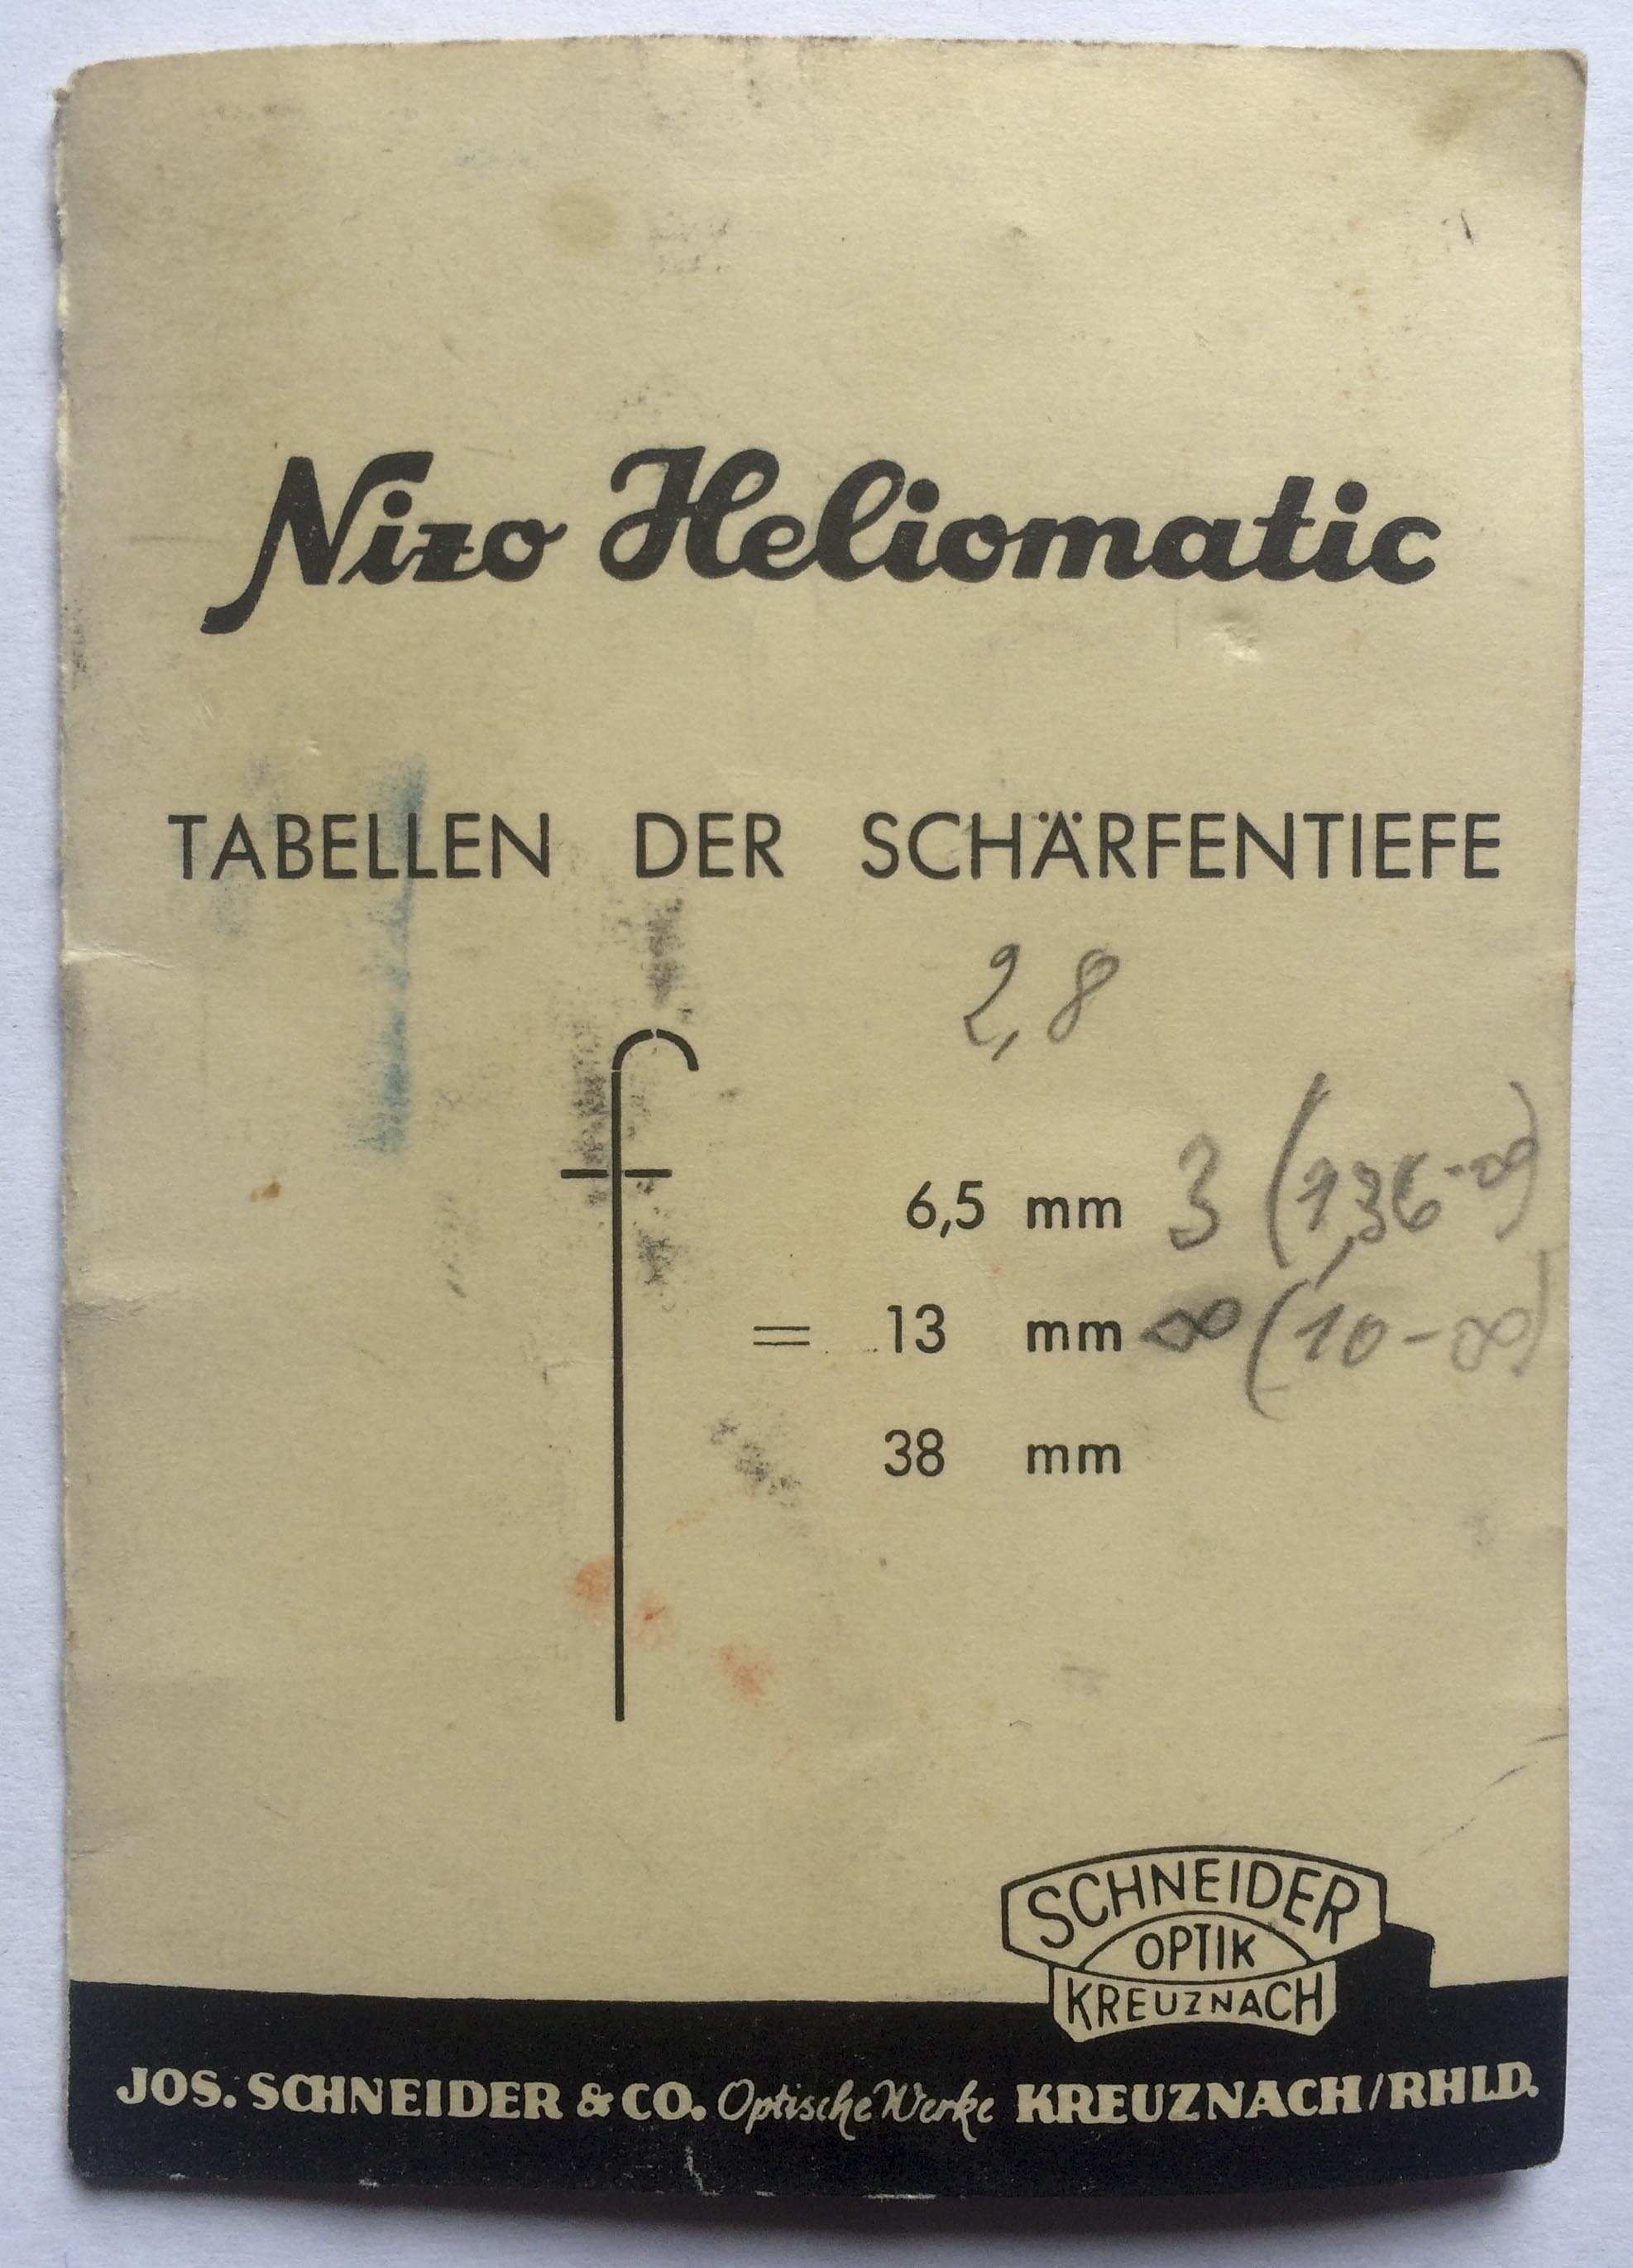 Nizo Heliomatic
TABELLEN DER SCHÄRFENTIEFE
2,8
f
6,5 mm 3 (1,36-∞)
= 13 mm ∞ (10-∞)
38 mm
SCHNEIDER
OPTIK
KREUZNACH
JOS. SCHNEIDER & CO. Optische Werke KREUZNACH/RHLD.